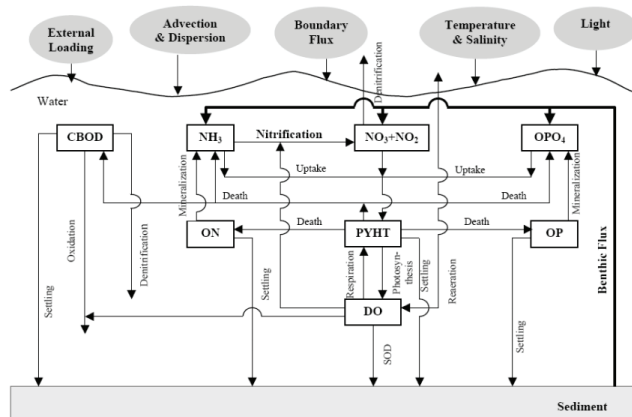 External
Loading
Advection
& Dispersion
Boundary
Flux
Temperature
& Salinity
Light
Water
Denitrification
CBOD
NH3
Nitrification
NO3+NO2
OPO4
Mineralization
Uptake
Uptake
Mineralization
Death
Death
ON
Death
PYHT
Death
OP
Settling
Oxidation
Denitrification
Settling
Respiration
Photosyn-
thesis
Settling
Reaeration
Settling
Benthic Flux
DO
SOD
Sediment